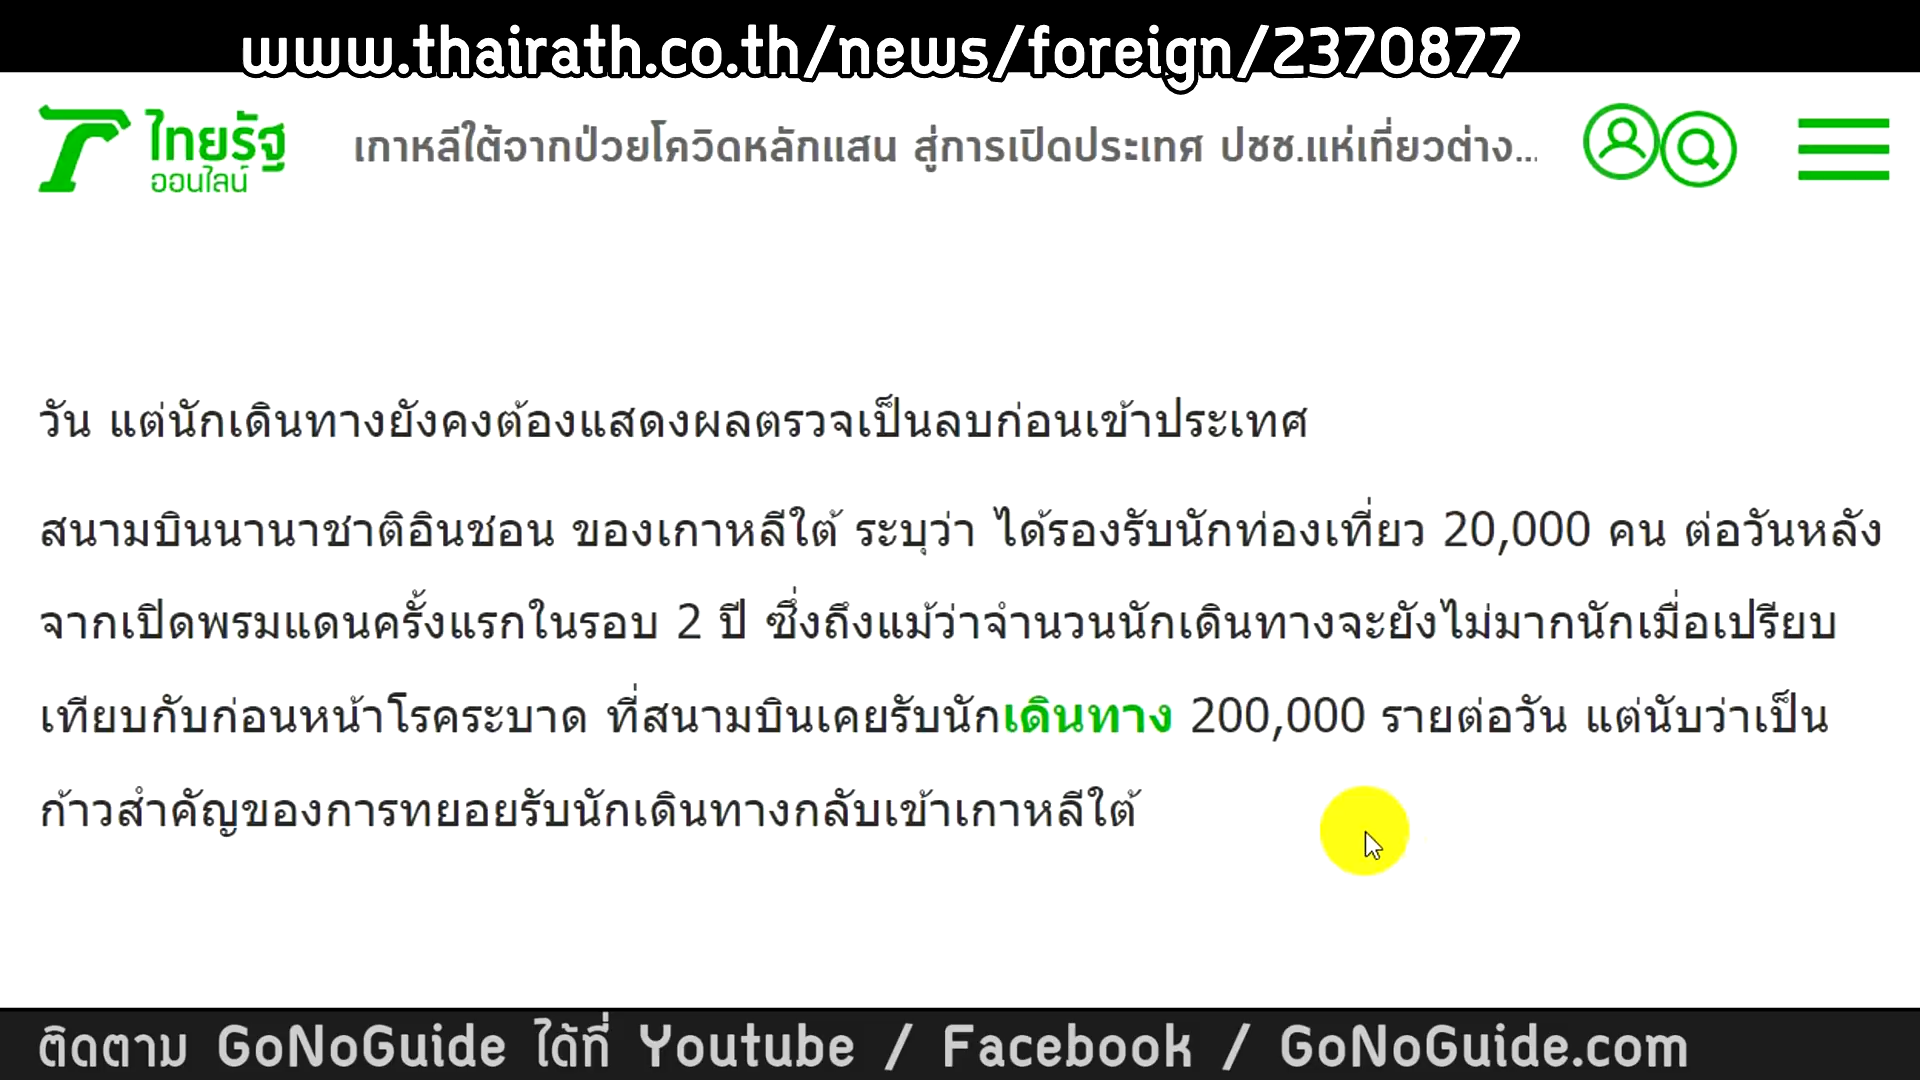 www.thairath.co.th/news/foreign/2370877
ไทยรัฐ
ออนไลน์
เกาหลีใต้จากป่วยโควิดหลักแสน สู่การเปิดประเทศ ปชช.แห่เที่ยวต่าง...
วัน แต่นักเดินทางยังคงต้องแสดงผลตรวจเป็นลบก่อนเข้าประเทศ
สนามบินนานาชาติอินชอน ของเกาหลีใต้ ระบุว่า ได้รองรับนักท่องเที่ยว 20,000 คน ต่อวันหลัง
จากเปิดพรมแดนครั้งแรกในรอบ 2 ปี ซึ่งถึงแม้ว่าจำนวนนักเดินทางจะยังไม่มากนักเมื่อเปรียบ
เทียบกับก่อนหน้าโรคระบาด ที่สนามบินเคยรับนักเดินทาง 200,000 รายต่อวัน แต่นับว่าเป็น
ก้าวสำคัญของการทยอยรับนักเดินทางกลับเข้าเกาหลีใต้
ติดตาม GoNoGuide ได้ที่ Youtube / Facebook / GoNoGuide.com